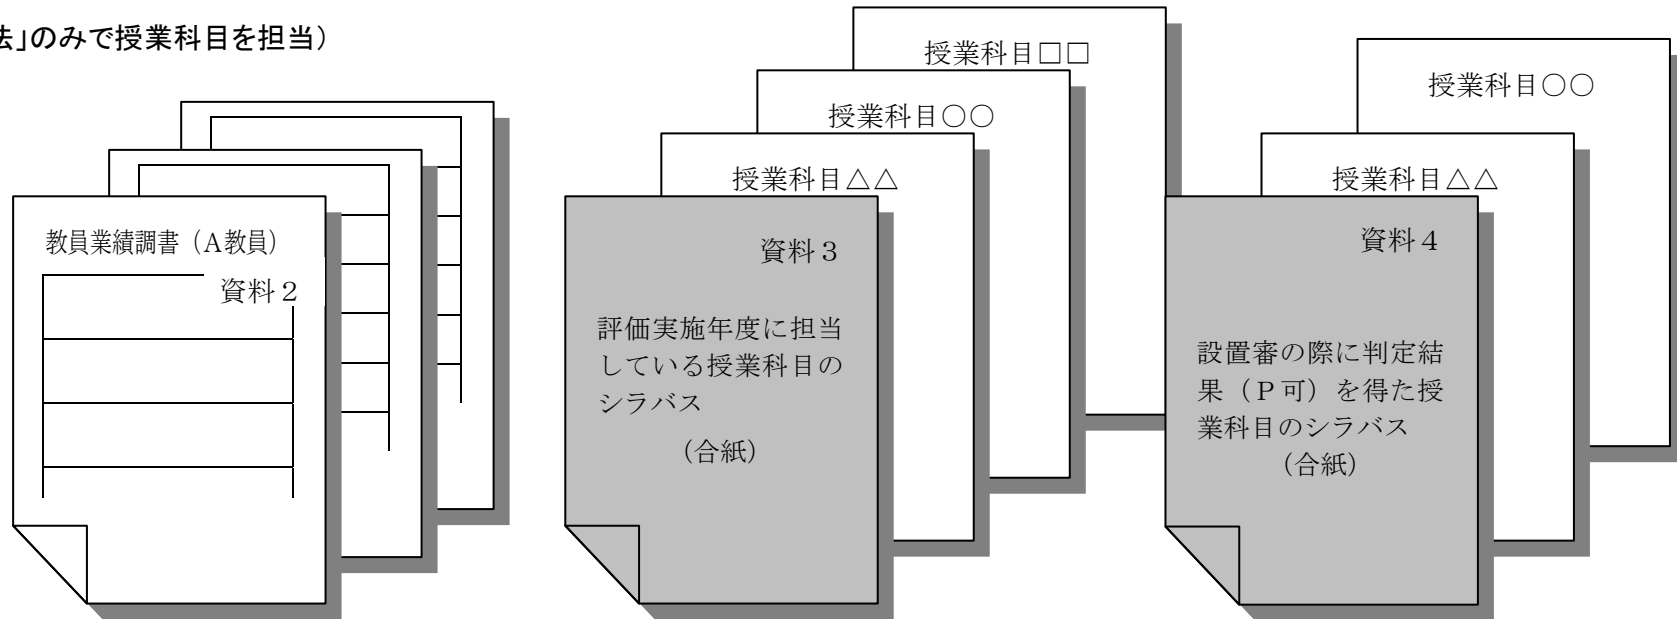 法」のみで授業科目を担当）
教員業績調書（Ａ教員）
資料２
授業科目□□
授業科目○○
授業科目△△
資料３
評価実施年度に担当
している授業科目の
シラバス
（合紙）
授業科目○○
授業科目△△
資料４
設置審の際に判定結
果（Ｐ可）を得た授
業科目のシラバス
（合紙）